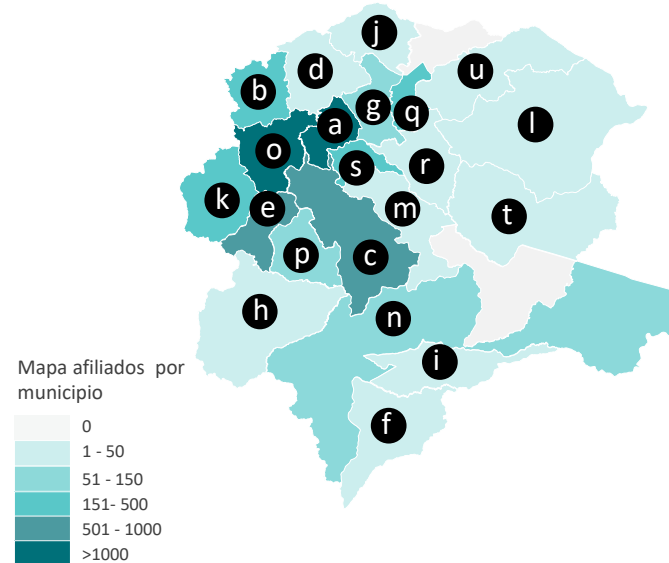 j
d
u
b
g
q
a
l
o
s
r
k
e
m
t
p
c
h
n
i
f
Mapa afiliados por
municipio
0
1 - 50
51 - 150
151- 500
501 - 1000
>1000